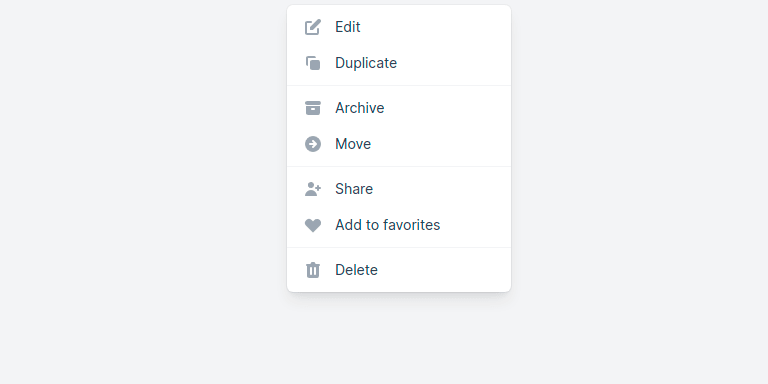 Edit
Duplicate
Archive
Move
Share
Add to favorites
Delete